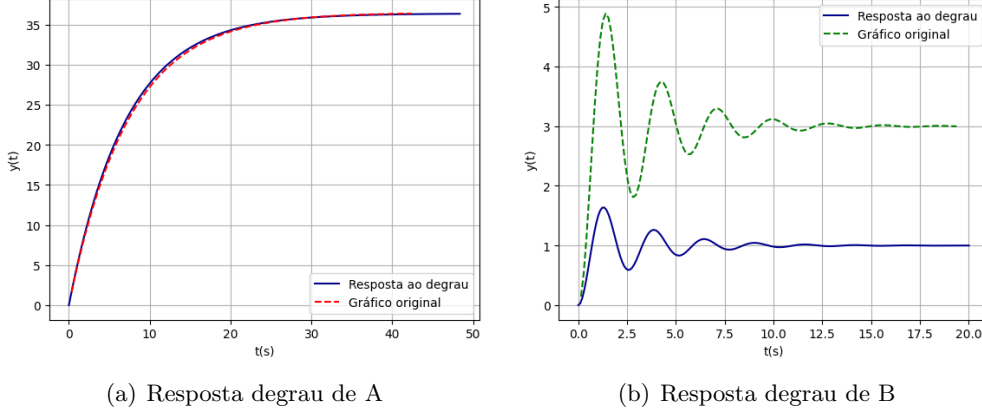 35
30
25
20
15
10
5
0
y(t)
0
10
20
30
40
50
t(s)
Resposta ao degrau
Gráfico original
(a) Resposta degrau de A
5
4
3
2
1
0
y(t)
0.0
2.5
5.0
7.5
10.0
12.5
15.0
17.5
20.0
t(s)
Resposta ao degrau
Gráfico original
(b) Resposta degrau de B